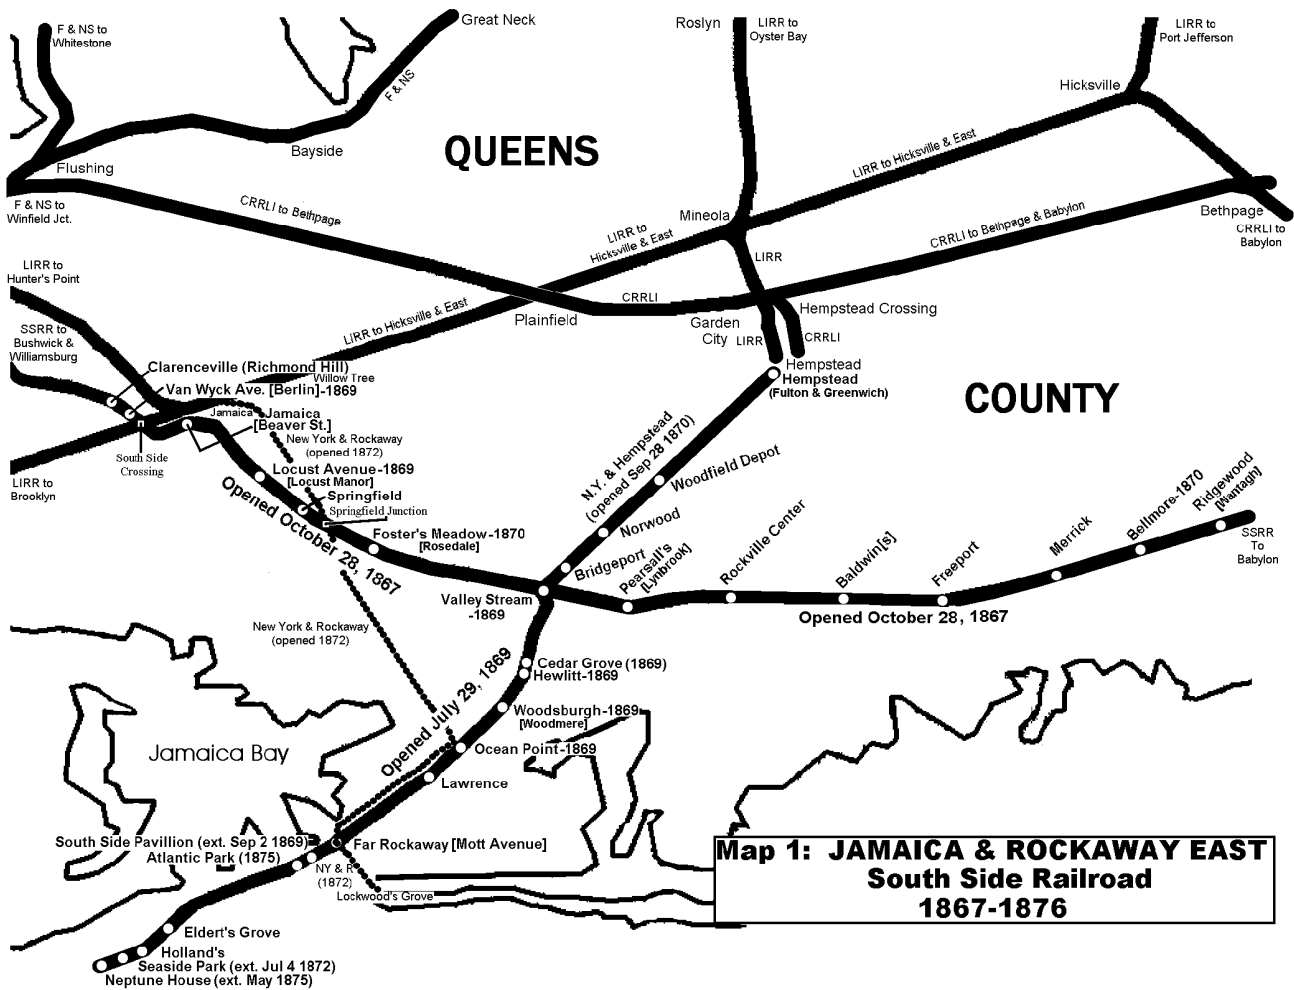 F & NS to
Whitestone
Great Neck
F & NS
Roslyn
LIRR to
Oyster Bay
LIRR to
Port Jefferson
Hicksville
QUEENS
Bayside
Flushing
LIRR to Hicksville & East
F & NS to
Winfield Jct.
CRRLI to Bethpage
Mineola
LIRR to
Hicksville & East
LIRR
CRRLI to Bethpage & Babylon
Bethpage
CRRLI to
Babylon
LIRR to
Hunter's Point
SSRR to
Bushwick &
Williamsburg
LIRR to Hicksville & East
Plainfield
CRRLI
Garden
City
LIRR
Hempstead Crossing
CRRLI
Hempstead
Hempstead
(Fulton & Greenwich)
COUNTY
Clarenceville (Richmond Hill)
Willow Tree
Van Wyck Ave. [Berlin]-1869
Jamaica
Jamaica
[Beaver St.]
South Side
Crossing
New York & Rockaway
(opened 1872)
LIRR to
Brooklyn
Locust Avenue-1869
[Locust Manor]
Springfield
Springfield Junction
Opened October 28, 1867
Foster's Meadow-1870
[Rosedale]
N.Y. & Hempstead
(opened Sep 28 1870)
Woodfield Depot
Norwood
Bridgeport
Pearsall's
[Lynbrook]
Rockville Center
Baldwin[s]
Freeport
Merrick
Bellmore-1870
Ridgewood
[Wantagh]
SSRR
To
Babylon
Valley Stream
-1869
Opened October 28, 1867
New York & Rockaway
(opened 1872)
Opened July 29, 1869
Cedar Grove (1869)
Hewlitt-1869
Woodsburgh-1869
[Woodmere]
Ocean Point-1869
Lawrence
Jamaica Bay
South Side Pavillion (ext. Sep 2 1869)
Atlantic Park (1875)
Far Rockaway [Mott Avenue]
NY & R
(1872)
Lockwood's Grove
Eldert's Grove
Holland's
Seaside Park (ext. Jul 4 1872)
Neptune House (ext. May 1875)
Map 1: JAMAICA & ROCKAWAY EAST
South Side Railroad
1867-1876